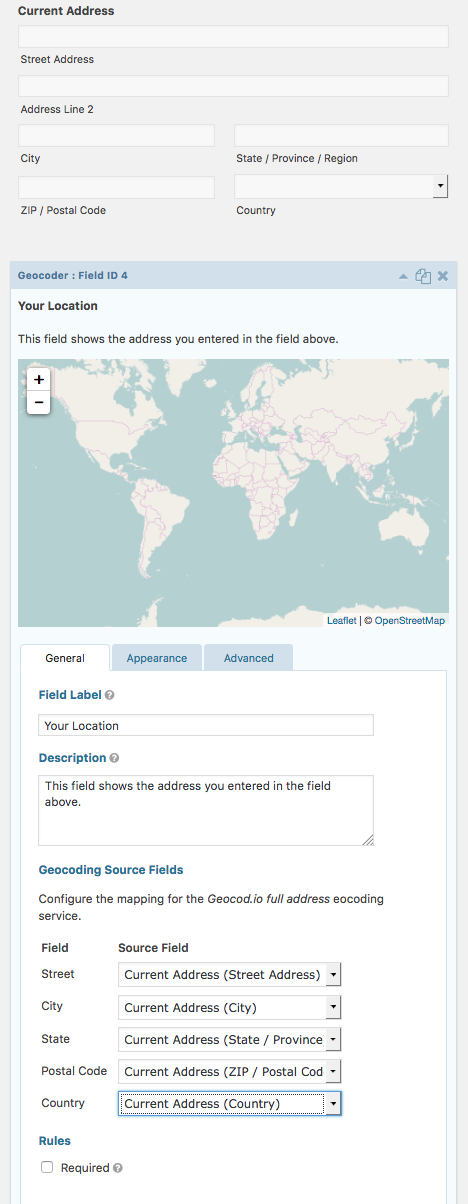 Current Address
Street Address
Address Line 2
City
State / Province / Region
ZIP / Postal Code
Country
Geocoder : Field ID 4
Your Location
This field shows the address you entered in the field above.
+
−
Leaflet | © OpenStreetMap
General
Appearance
Advanced
Field Label ?
Your Location
Description ?
This field shows the address you entered in the field
above.
Geocoding Source Fields
Configure the mapping for the Geocod.io full address eocoding
service.
Field Source Field
Street Current Address (Street Address)
City Current Address (City)
State Current Address (State / Province
Postal Code Current Address (ZIP / Postal Cod
Country Current Address (Country)
Rules
Required ?